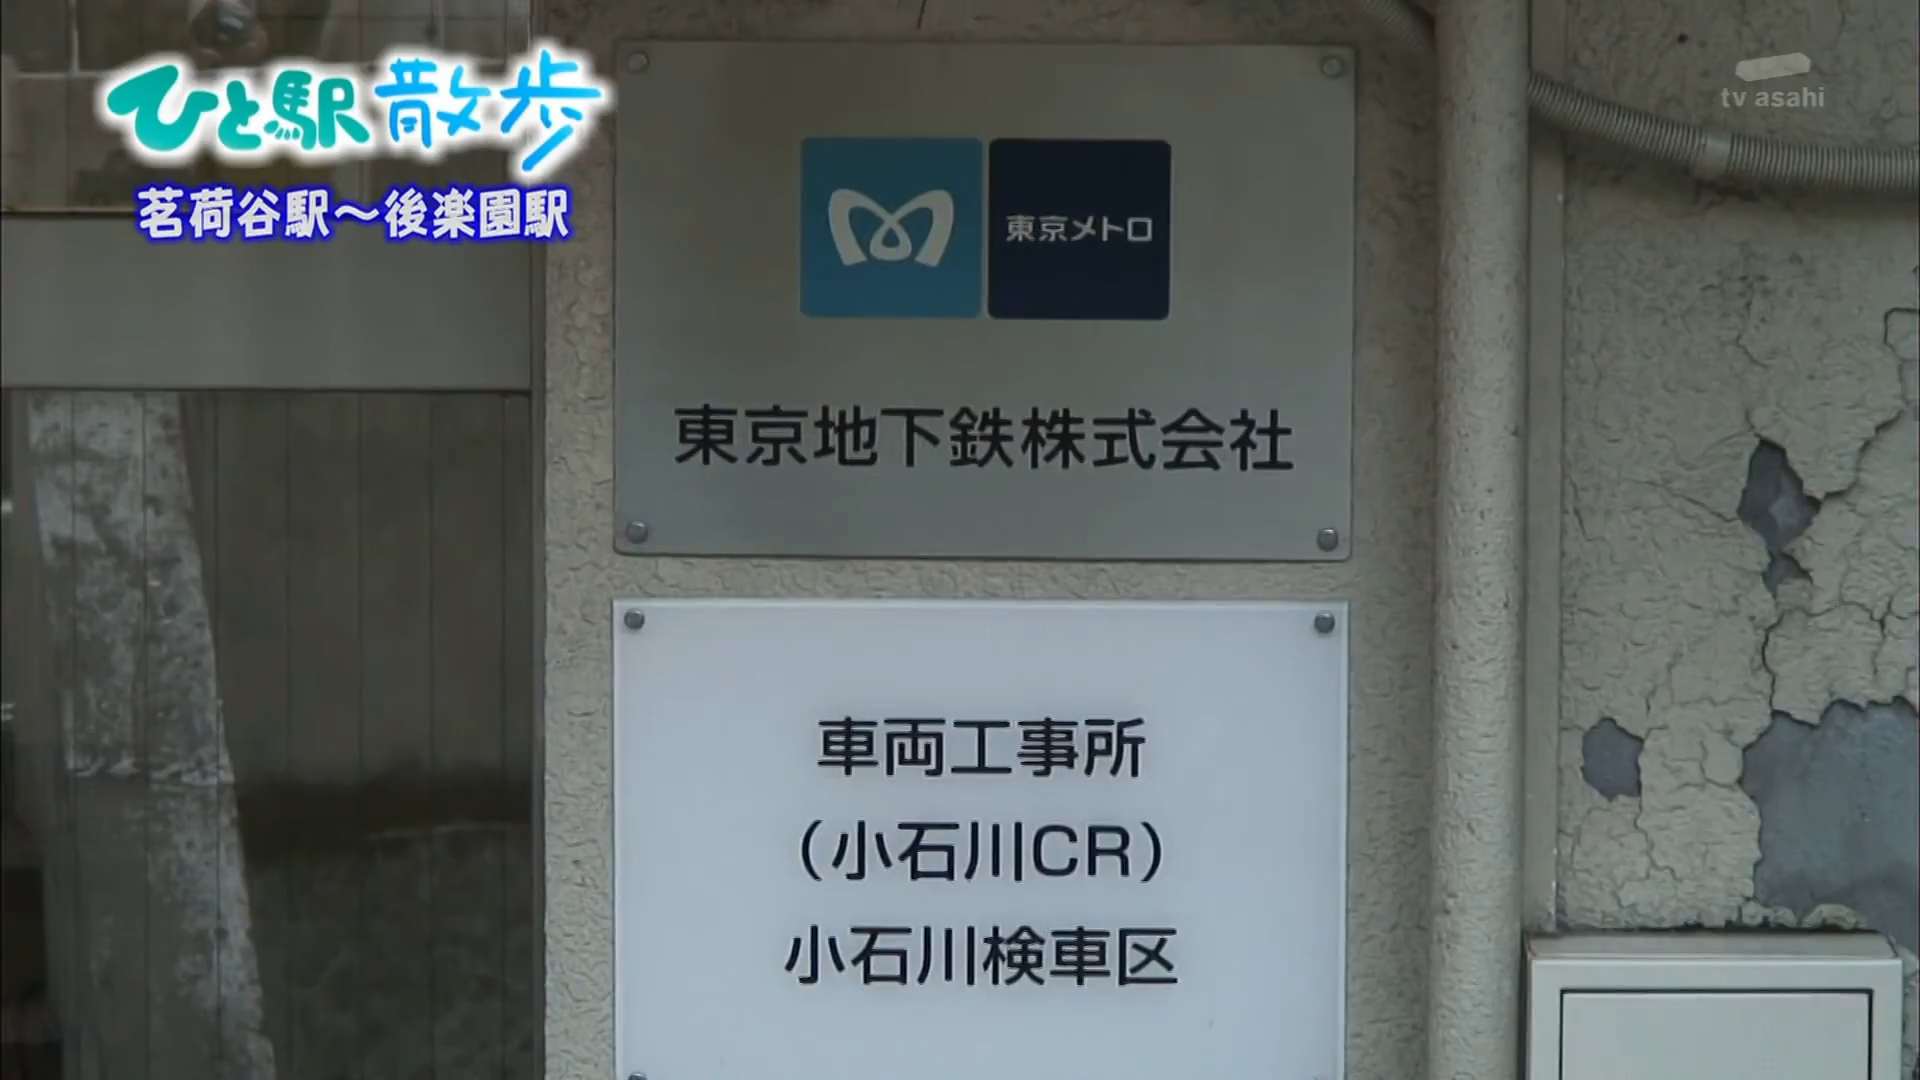 ひと駅散歩
茗荷谷駅～後楽園駅
tv asahi
東京メトロ
東京地下鉄株式会社
車両工事所
（小石川CR）
小石川検車区